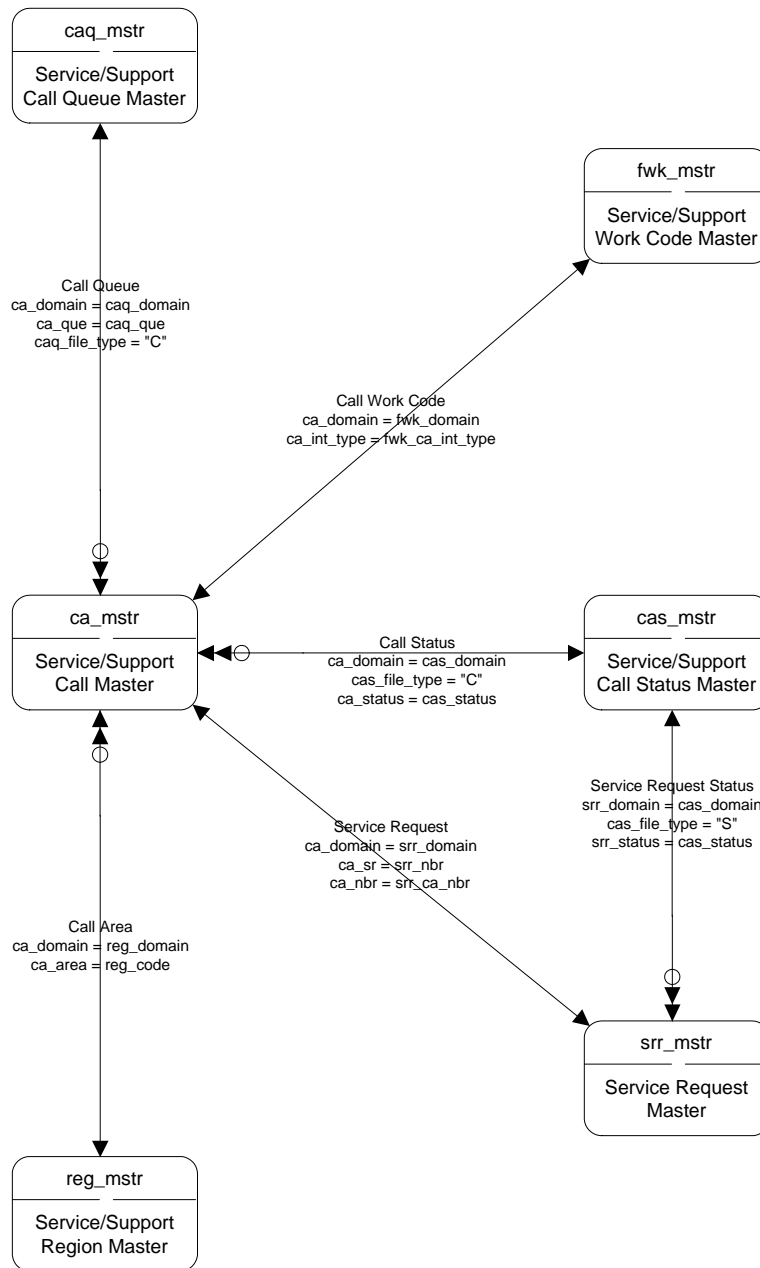 caq_mstr
Service/Support
Call Queue Master
fwk_mstr
Service/Support
Work Code Master
Call Queue
ca_domain = caq_domain
ca_que = caq_que
caq_file_type = "C"
Call Work Code
ca_domain = fwk_domain
ca_int_type = fwk_ca_int_type
ca_mstr
Service/Support
Call Master
Call Status
ca_domain = cas_domain
cas_file_type = "C"
ca_status = cas_status
cas_mstr
Service/Support
Call Status Master
Service Request Status
srr_domain = cas_domain
cas_file_type = "S"
srr_status = cas_status
Service Request
ca_domain = srr_domain
ca_sr = srr_nbr
ca_nbr = srr_ca_nbr
Call Area
ca_domain = reg_domain
ca_area = reg_code
srr_mstr
Service Request
Master
reg_mstr
Service/Support
Region Master